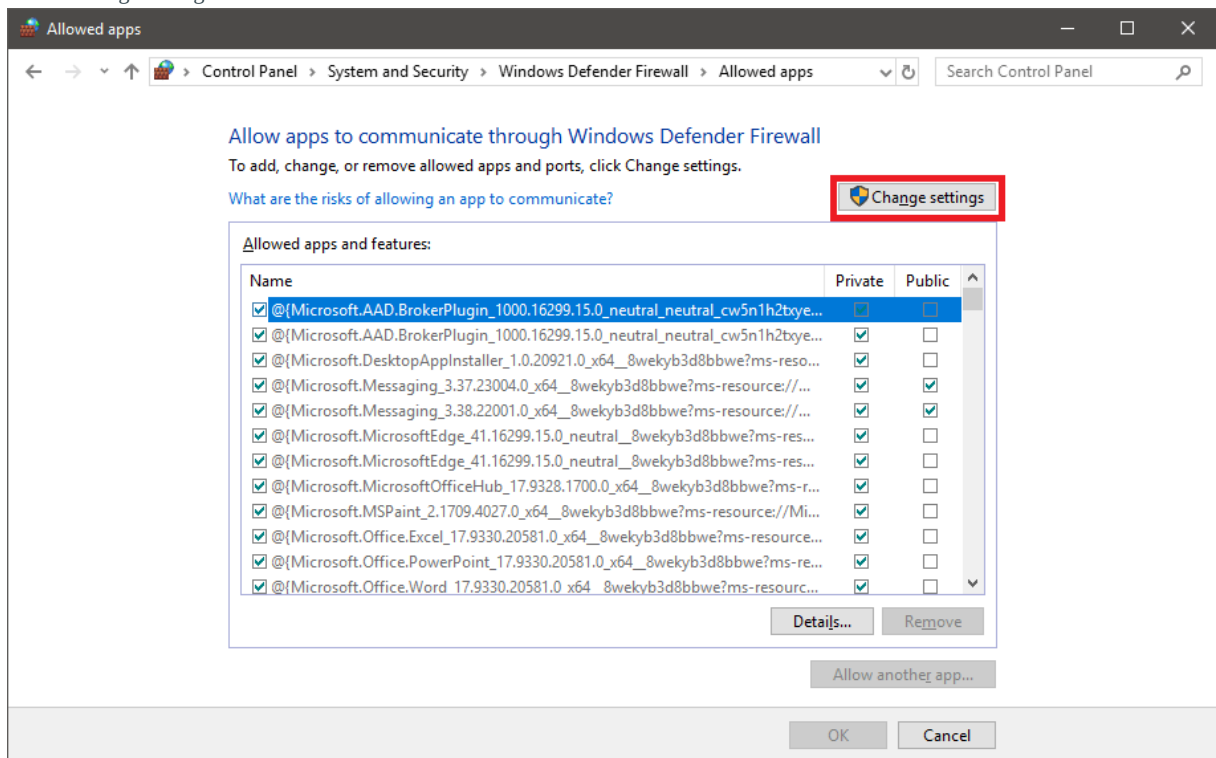 Allowed apps
Control Panel > System and Security > Windows Defender Firewall > Allowed apps
Search Control Panel
Allow apps to communicate through Windows Defender Firewall
To add, change, or remove allowed apps and ports, click Change settings.
What are the risks of allowing an app to communicate?
Change settings
Allowed apps and features:
Name Private Public
@{Microsoft.AAD.BrokerPlugin_1000.16299.15.0_neutral_neutral_cw5n1h2txye...
@{Microsoft.AAD.BrokerPlugin_1000.16299.15.0_neutral_neutral_cw5n1h2txye...
@{Microsoft.DesktopAppInstaller_1.0.20921.0_x64__8wekyb3d8bbwe?ms-reso...
@{Microsoft.Messaging_3.37.23004.0_x64__8wekyb3d8bbwe?ms-resource://...
@{Microsoft.Messaging_3.38.22001.0_x64__8wekyb3d8bbwe?ms-resource://...
@{Microsoft.MicrosoftEdge_41.16299.15.0_neutral__8wekyb3d8bbwe?ms-res...
@{Microsoft.MicrosoftEdge_41.16299.15.0_neutral__8wekyb3d8bbwe?ms-res...
@{Microsoft.MicrosoftOfficeHub_17.9328.1700.0_x64__8wekyb3d8bbwe?ms-r...
@{Microsoft.MSPaint_2.1709.4027.0_x64__8wekyb3d8bbwe?ms-resource://Mi...
@{Microsoft.Office.Excel_17.9330.20581.0_x64__8wekyb3d8bbwe?ms-resource...
@{Microsoft.Office.PowerPoint_17.9330.20581.0_x64__8wekyb3d8bbwe?ms-re...
@{Microsoft.Office.Word_17.9330.20581.0_x64__8wekyb3d8bbwe?ms-resourc...
Details... Remove
Allow another app...
OK Cancel